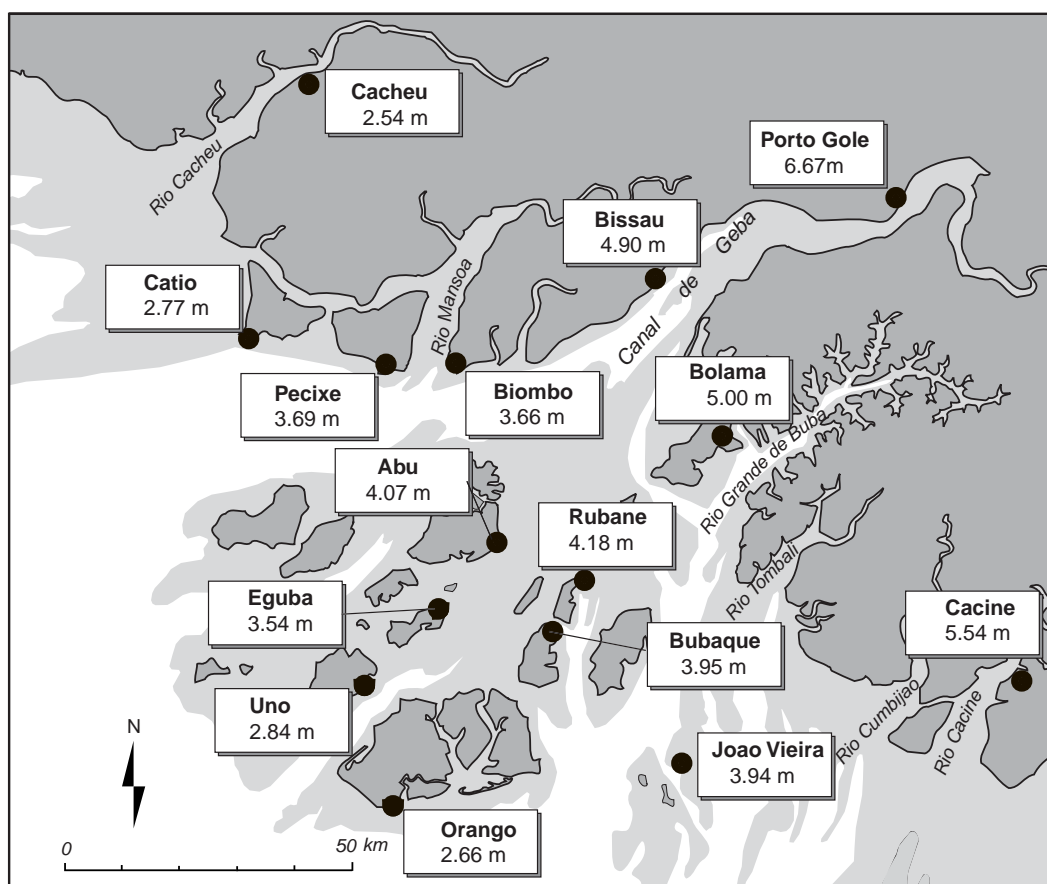 Cacheu
2.54 m
Porto Gole
6.67m
Rio Cacheu
Bissau
4.90 m
Canal de Geba
Catio
2.77 m
Rio Mansoa
Pecixe
3.69 m
Biombo
3.66 m
Bolama
5.00 m
Rio Grande de Buba
Abu
4.07 m
Rubane
4.18 m
Rio Tombali
Eguba
3.54 m
Cacine
5.54 m
Bubaque
3.95 m
Uno
2.84 m
Rio Cumbijao
Rio Cacine
N
Joao Vieira
3.94 m
Orango
2.66 m
0 50 km